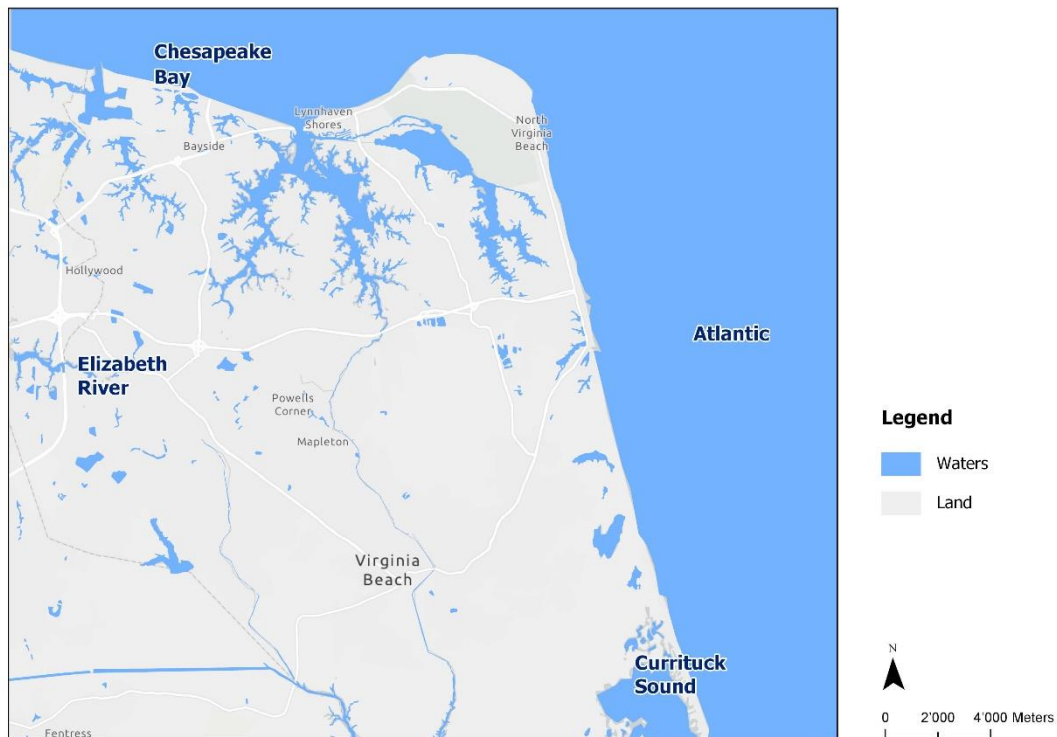 Chesapeake
Bay
Lynnhaven
Shores
North
Virginia
Beach
Bayside
Hollywood
Atlantic
Elizabeth
River
Powells
Corner
Mapleton
Virginia
Beach
Currituck
Sound
Fentress
Legend
Waters
Land
N
0 2'000 4'000 Meters